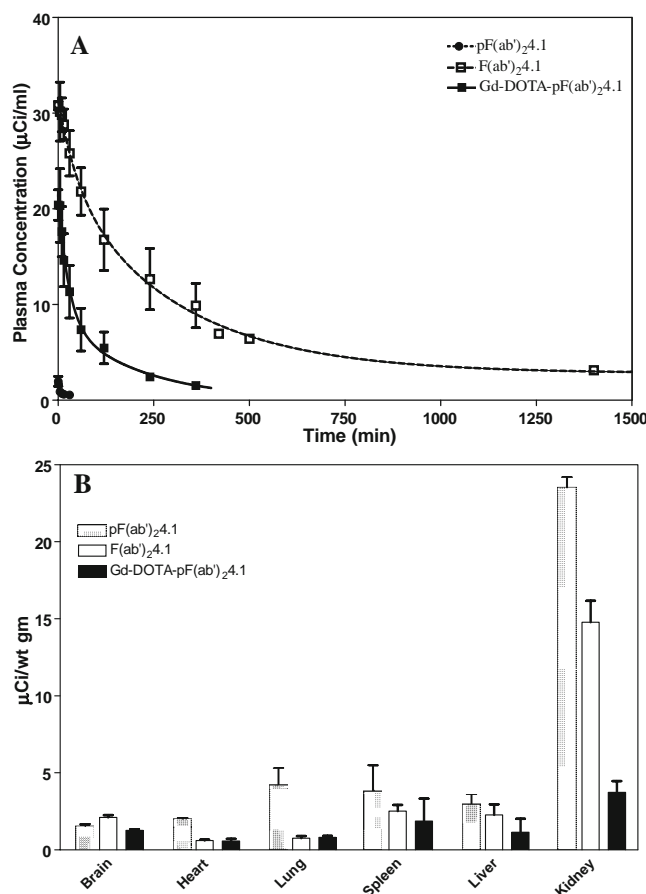 A
40
30
20
10
0
Plasma Concentration (μCi/ml)
pF(ab')₂4.1
F(ab')₂4.1
Gd-DOTA-pF(ab')₂4.1
0 250 500 750 1000 1250 1500
Time (min)
B
25
20
15
10
5
0
μCi/wt gm
pF(ab')₂4.1
F(ab')₂4.1
Gd-DOTA-pF(ab')₂4.1
Brain Heart Lung Spleen Liver Kidney